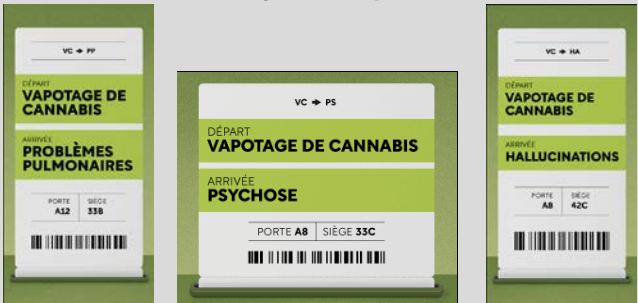 VC → PP
DÉPART
VAPOTAGE DE
CANNABIS
ARRIVÉE
PROBLÈMES
PULMONAIRES
PORTE SIÈGE
A12 33B
VC → PS
DÉPART
VAPOTAGE DE CANNABIS
ARRIVÉE
PSYCHOSE
PORTE A8 SIÈGE 33C
VC → HA
DÉPART
VAPOTAGE DE
CANNABIS
ARRIVÉE
HALLUCINATIONS
PORTE SIÈGE
A8 42C